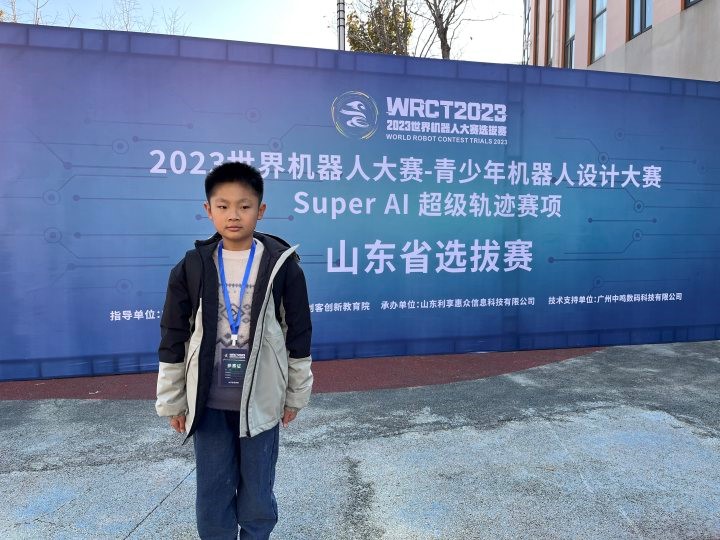 WRCT2023
2023世界机器人大赛选拔赛
WORLD ROBOT CONTEST TRIALS 2023
2023世界机器人大赛-青少年机器人设计大赛
Super AI 超级轨迹赛项
山东省选拔赛
指导单位: 创客创新教育院 承办单位:山东利享惠众信息科技有限公司 技术支持单位:广州中鸣数码科技有限公司
WRCT2023
参赛证